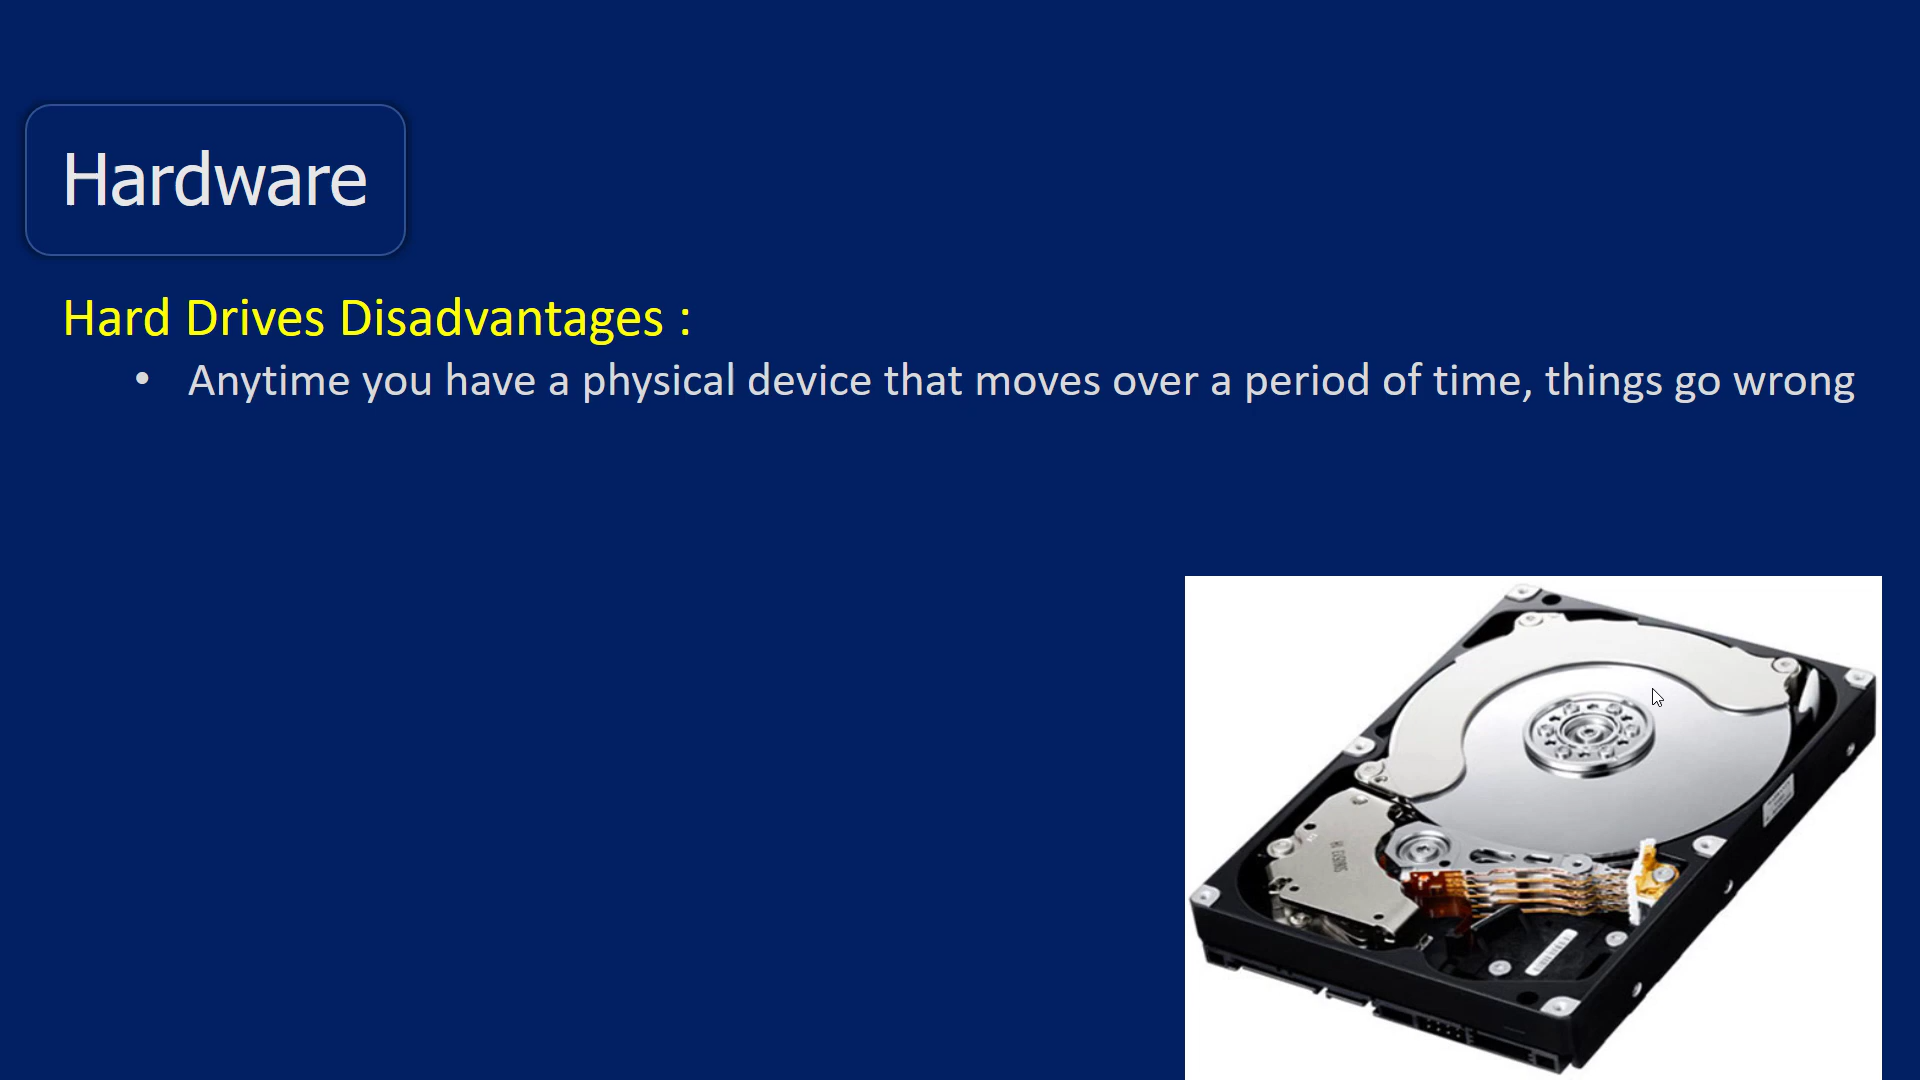 Hardware
Hard Drives Disadvantages :
• Anytime you have a physical device that moves over a period of time, things go wrong